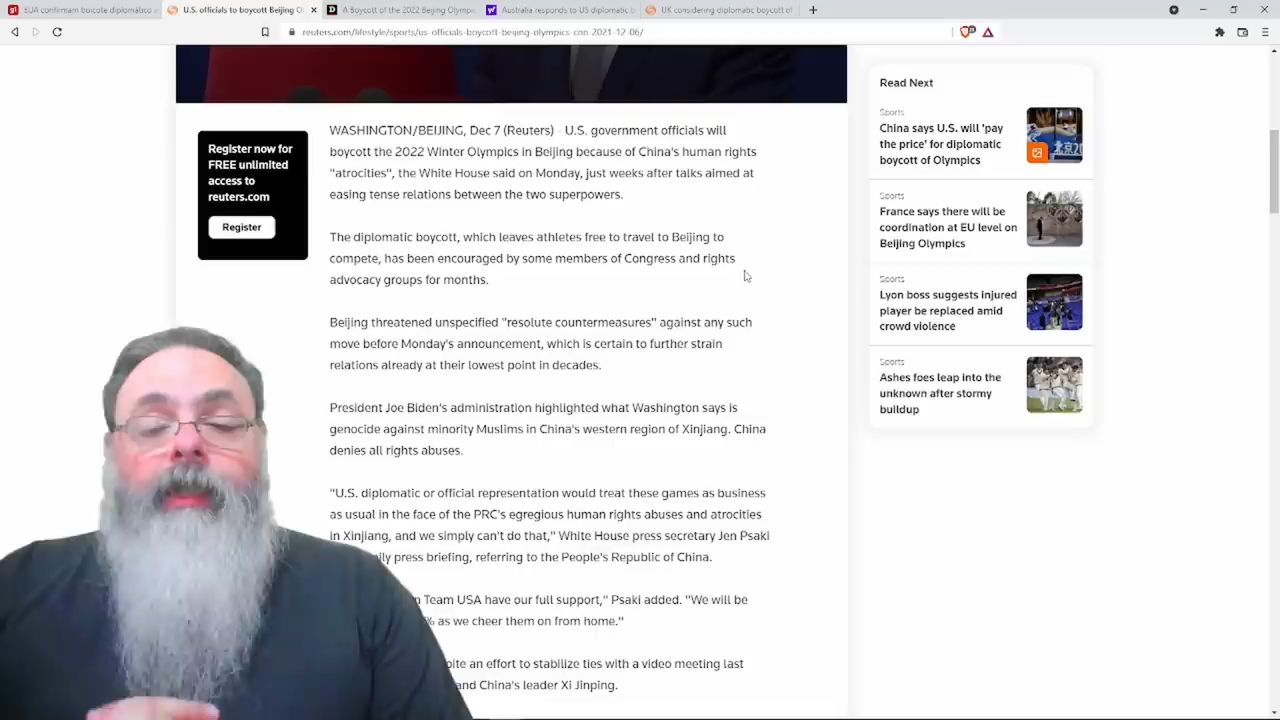 EUA confirmam boicote diplomático a
U.S. officials to boycott Beijing O
A Boycott of the 2022 Beijing Olympic
Australia responds to US diplomatic b
UK considering diplomatic boycott of
reuters.com/lifestyle/sports/us-officials-boycott-beijing-olympics-cnn-2021-12-06/
Register now for
FREE unlimited
access to
reuters.com
Register
WASHINGTON/BEIJING, Dec 7 (Reuters) - U.S. government officials will
boycott the 2022 Winter Olympics in Beijing because of China's human rights
"atrocities", the White House said on Monday, just weeks after talks aimed at
easing tense relations between the two superpowers.
The diplomatic boycott, which leaves athletes free to travel to Beijing to
compete, has been encouraged by some members of Congress and rights
advocacy groups for months.
Beijing threatened unspecified "resolute countermeasures" against any such
move before Monday's announcement, which is certain to further strain
relations already at their lowest point in decades.
President Joe Biden's administration highlighted what Washington says is
genocide against minority Muslims in China's western region of Xinjiang. China
denies all rights abuses.
"U.S. diplomatic or official representation would treat these games as business
as usual in the face of the PRC's egregious human rights abuses and atrocities
in Xinjiang, and we simply can't do that," White House press secretary Jen Psaki
ily press briefing, referring to the People's Republic of China.
n Team USA have our full support," Psaki added. "We will be
% as we cheer them on from home."
ite an effort to stabilize ties with a video meeting last
and China's leader Xi Jinping.
Read Next
Sports
China says U.S. will 'pay
the price' for diplomatic
boycott of Olympics
Sports
France says there will be
coordination at EU level on
Beijing Olympics
Sports
Lyon boss suggests injured
player be replaced amid
crowd violence
Sports
Ashes foes leap into the
unknown after stormy
buildup